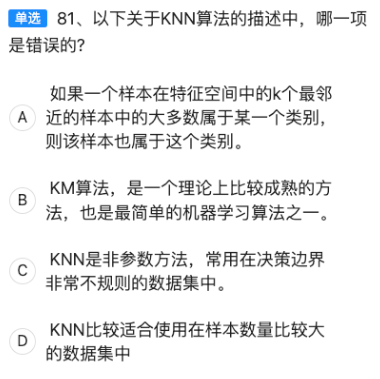 单选 81、以下关于KNN算法的描述中，哪一项
是错误的?
如果一个样本在特征空间中的k个最邻
A 近的样本中的大多数属于某一个类别，
则该样本也属于这个类别。
KM算法，是一个理论上比较成熟的方
B 法，也是最简单的机器学习算法之一。
KNN是非参数方法，常用在决策边界
C 非常不规则的数据集中。
KNN比较适合使用在样本数量比较大
D 的数据集中